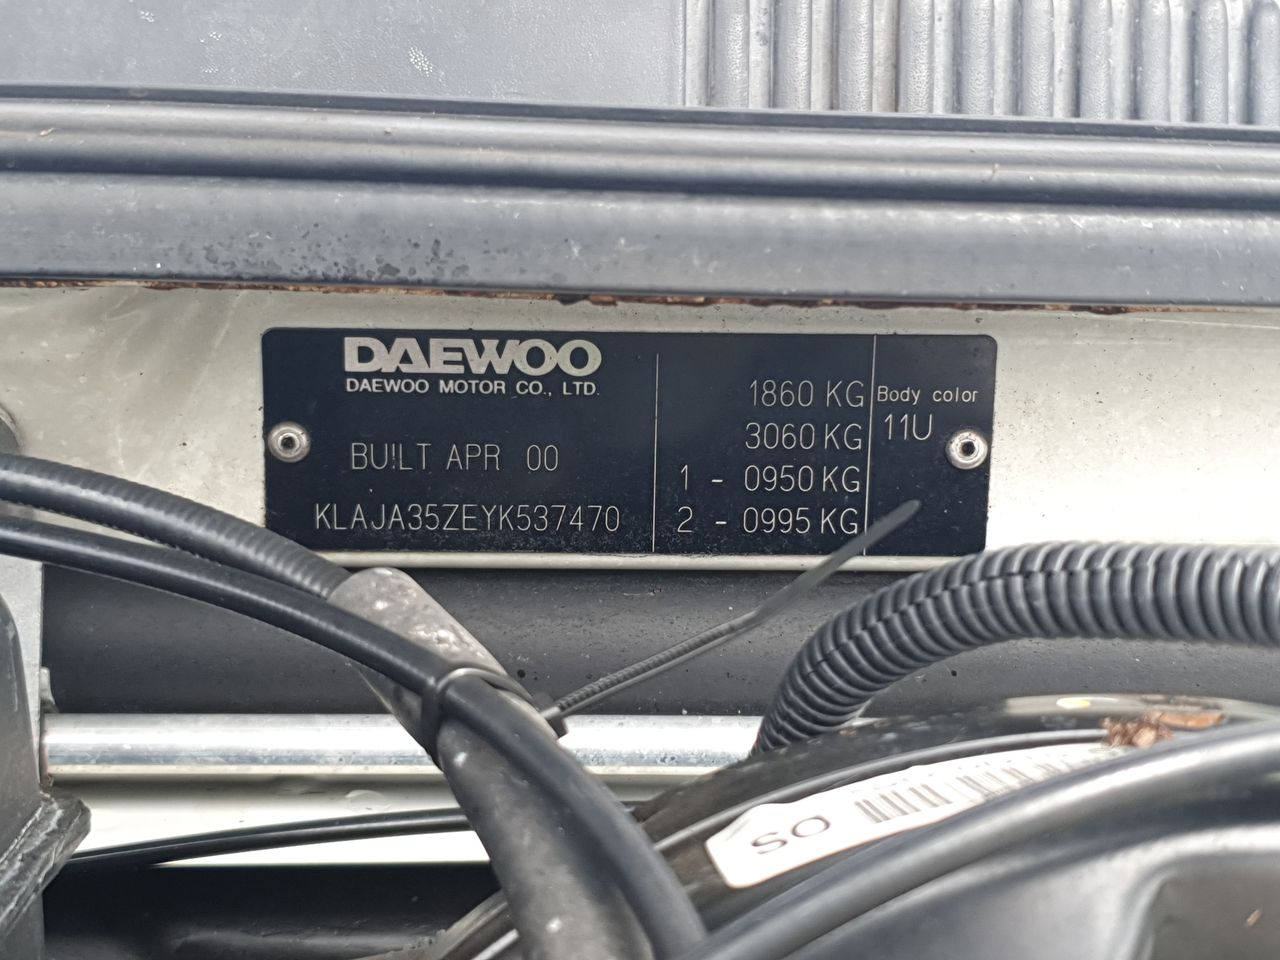 DAEWOO
DAEWOO MOTOR CO., LTD.
BUILT APR 00
KLAJA35ZEYK537470
1860 KG
3060 KG
1 - 0950 KG
2 - 0995 KG
Body color
11U
SO